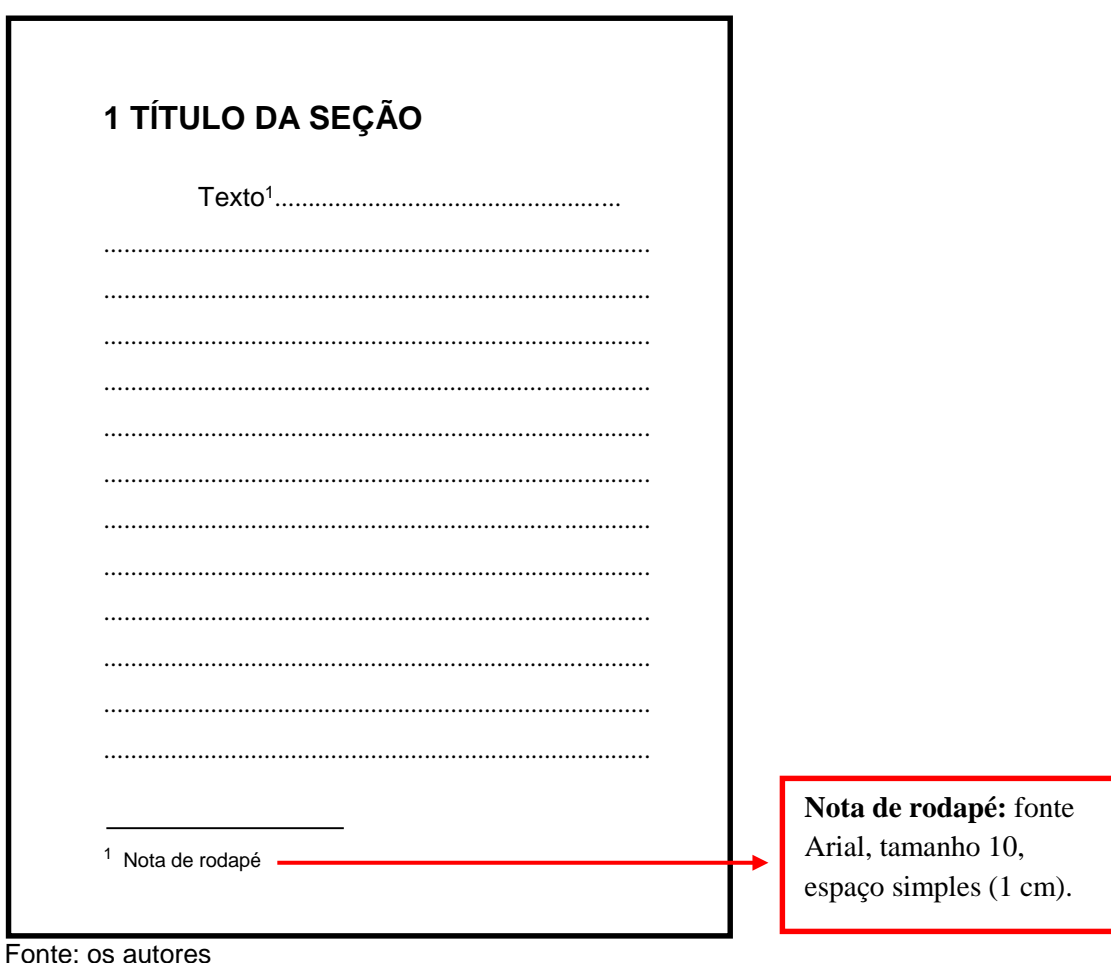 1 TÍTULO DA SEÇÃO
Texto¹...................................................
.................................................................................
.................................................................................
.................................................................................
.................................................................................
.................................................................................
.................................................................................
.................................................................................
.................................................................................
.................................................................................
.................................................................................
.................................................................................
.................................................................................
¹ Nota de rodapé
Nota de rodapé: fonte
Arial, tamanho 10,
espaço simples (1 cm).
Fonte: os autores